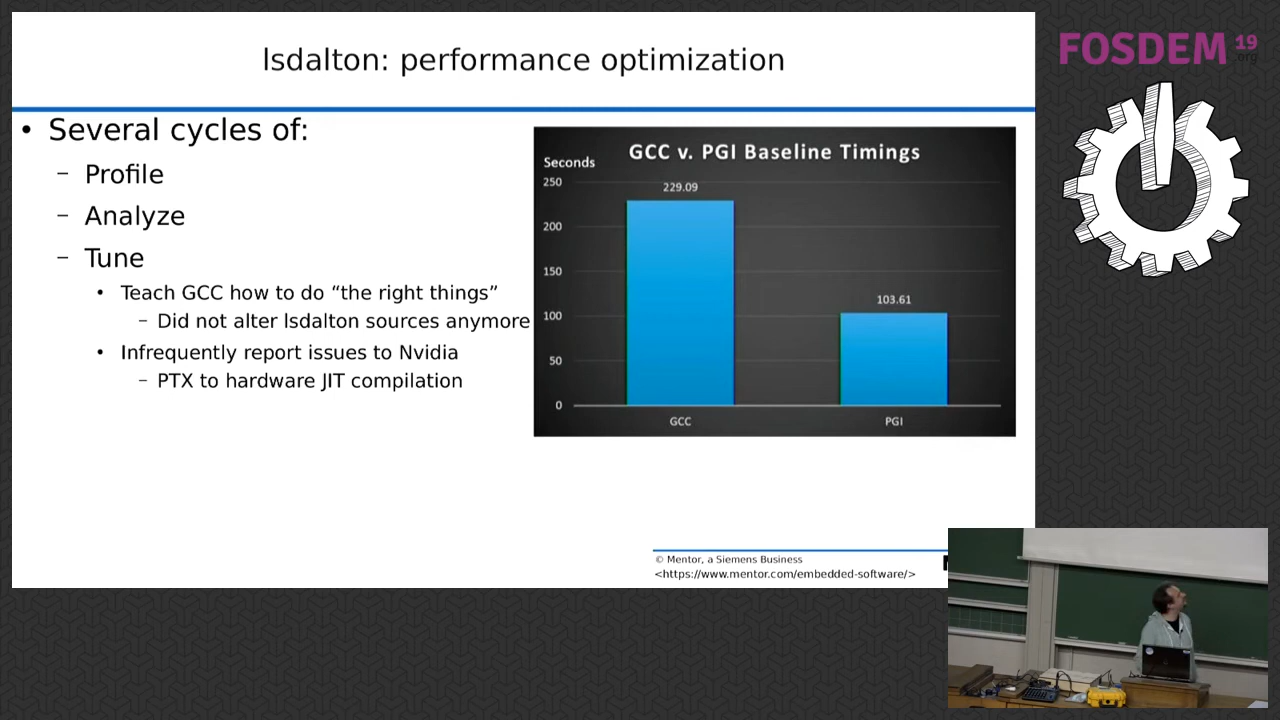 lsdalton: performance optimization
• Several cycles of:
– Profile
– Analyze
– Tune
• Teach GCC how to do “the right things”
– Did not alter lsdalton sources anymore
• Infrequently report issues to Nvidia
– PTX to hardware JIT compilation
GCC v. PGI Baseline Timings
Seconds
250
200
150
100
50
0
229.09
103.61
GCC
PGI
© Mentor, a Siemens Business
<https://www.mentor.com/embedded-software/>
FOSDEM 19
.org